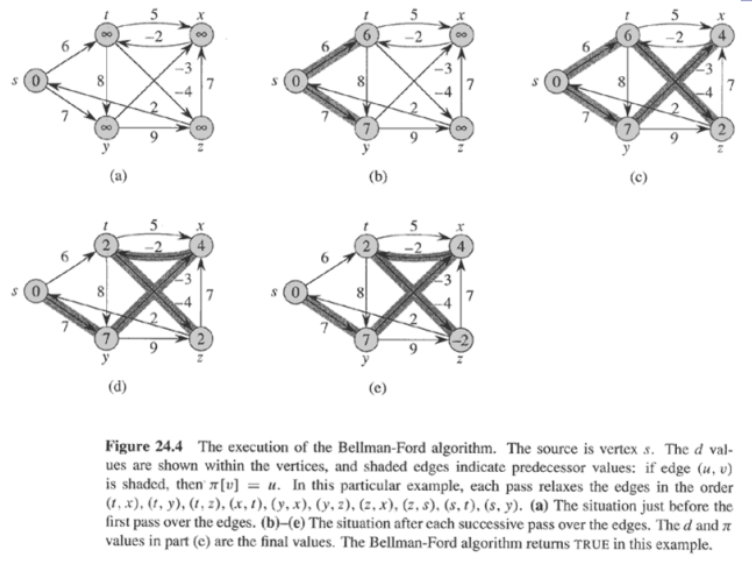 t 5 x
∞ -2 ∞
6 8 -3 -4 7
s 0
7 2
∞ 9 ∞
y z
(a)
t 5 x
6 -2 ∞
6 8 -3 -4 7
s 0
7 2
7 9 ∞
y z
(b)
t 5 x
6 -2 4
6 8 -3 -4 7
s 0
7 2
7 9 2
y z
(c)
t 5 x
2 -2 4
6 8 -3 -4 7
s 0
7 2
7 9 2
y z
(d)
t 5 x
2 -2 4
6 8 -3 -4 7
s 0
7 2
7 9 -2
y z
(e)
Figure 24.4 The execution of the Bellman-Ford algorithm. The source is vertex s. The d val-
ues are shown within the vertices, and shaded edges indicate predecessor values: if edge (u, v)
is shaded, then π[v] = u. In this particular example, each pass relaxes the edges in the order
(t, x), (t, y), (t, z), (x, t), (y, x), (y, z), (z, x), (z, s), (s, t), (s, y). (a) The situation just before the
first pass over the edges. (b)–(e) The situation after each successive pass over the edges. The d and π
values in part (e) are the final values. The Bellman-Ford algorithm returns TRUE in this example.